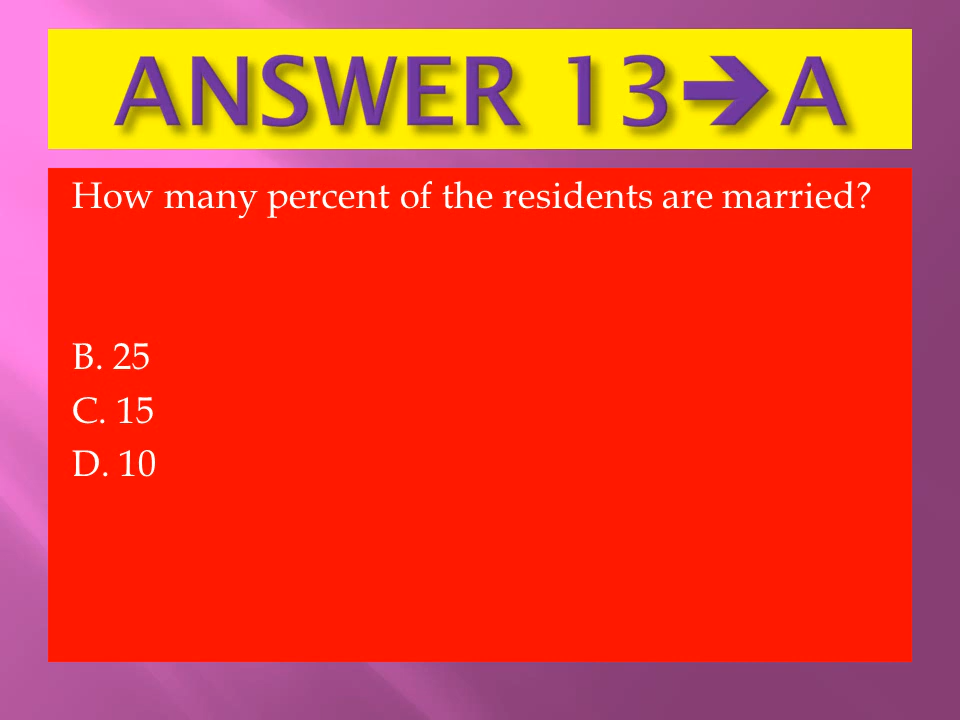 ANSWER 13➔A
How many percent of the residents are married?
B. 25
C. 15
D. 10